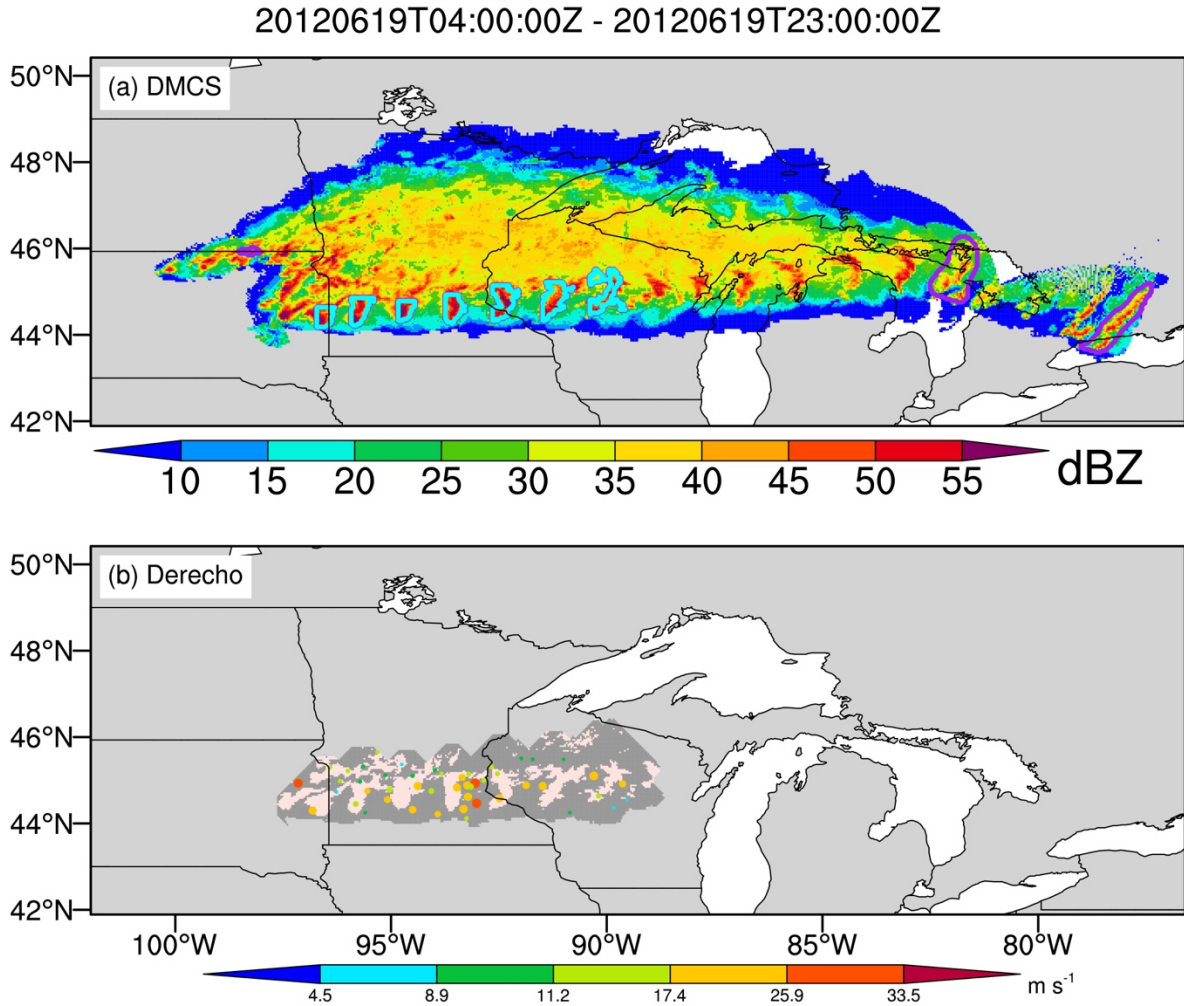 20120619T04:00:00Z - 20120619T23:00:00Z
(a) DMCS
50°N
48°N
46°N
44°N
42°N
10 15 20 25 30 35 40 45 50 55 dBZ
(b) Derecho
50°N
48°N
46°N
44°N
42°N
100°W 95°W 90°W 85°W 80°W
4.5 8.9 11.2 17.4 25.9 33.5 m s⁻¹